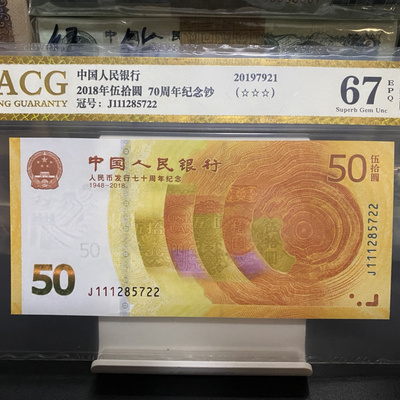 ACG
NG GUARANTY
中国人民银行
2018年伍拾圆 70周年纪念钞
冠号: J111285722
20197921
(☆☆☆)
67 EPQ
Superb Gem Unc
中国人民银行
人民币发行七十周年纪念
1948-2018
50 伍拾圆
50
50
J111285722
J111285722